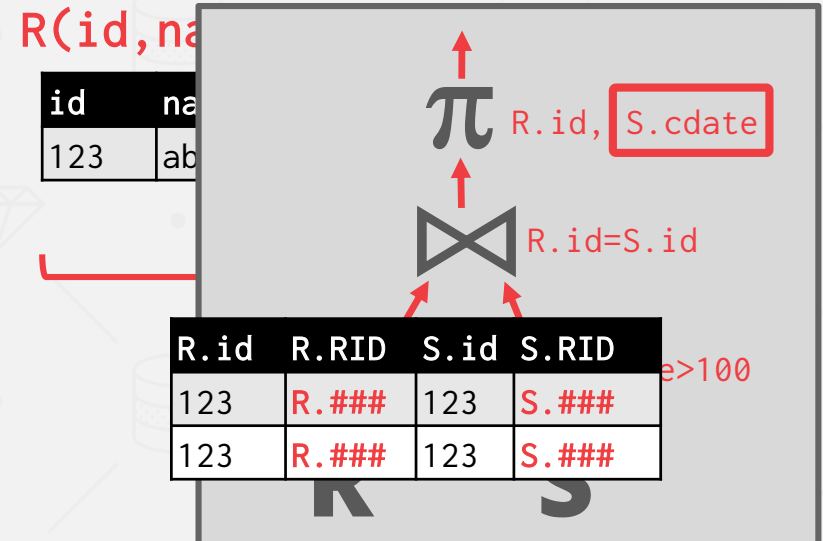 R(id,na
id na
123 ab
π R.id, S.cdate
⋈ R.id=S.id
e>100
R.id R.RID S.id S.RID
123 R.### 123 S.###
123 R.### 123 S.###
R S